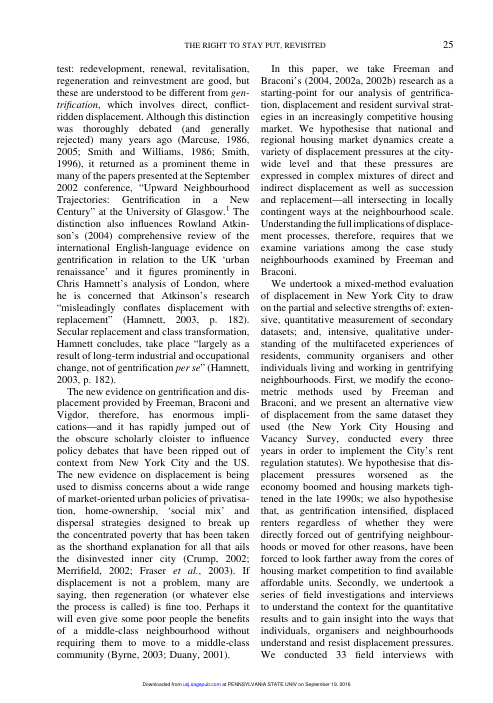 THE RIGHT TO STAY PUT, REVISITED 25
test: redevelopment, renewal, revitalisation,
regeneration and reinvestment are good, but
these are understood to be different from gen-
trification, which involves direct, conflict-
ridden displacement. Although this distinction
was thoroughly debated (and generally
rejected) many years ago (Marcuse, 1986,
2005; Smith and Williams, 1986; Smith,
1996), it returned as a prominent theme in
many of the papers presented at the September
2002 conference, “Upward Neighbourhood
Trajectories: Gentrification in a New
Century” at the University of Glasgow.1 The
distinction also influences Rowland Atkin-
son’s (2004) comprehensive review of the
international English-language evidence on
gentrification in relation to the UK ‘urban
renaissance’ and it figures prominently in
Chris Hamnett’s analysis of London, where
he is concerned that Atkinson’s research
“misleadingly conflates displacement with
replacement” (Hamnett, 2003, p. 182).
Secular replacement and class transformation,
Hamnett concludes, take place “largely as a
result of long-term industrial and occupational
change, not of gentrification per se” (Hamnett,
2003, p. 182).
The new evidence on gentrification and dis-
placement provided by Freeman, Braconi and
Vigdor, therefore, has enormous impli-
cations—and it has rapidly jumped out of
the obscure scholarly cloister to influence
policy debates that have been ripped out of
context from New York City and the US.
The new evidence on displacement is being
used to dismiss concerns about a wide range
of market-oriented urban policies of privatisa-
tion, home-ownership, ‘social mix’ and
dispersal strategies designed to break up
the concentrated poverty that has been taken
as the shorthand explanation for all that ails
the disinvested inner city (Crump, 2002;
Merrifield, 2002; Fraser et al., 2003). If
displacement is not a problem, many are
saying, then regeneration (or whatever else
the process is called) is fine too. Perhaps it
will even give some poor people the benefits
of a middle-class neighbourhood without
requiring them to move to a middle-class
community (Byrne, 2003; Duany, 2001).
In this paper, we take Freeman and
Braconi’s (2004, 2002a, 2002b) research as a
starting-point for our analysis of gentrifica-
tion, displacement and resident survival strat-
egies in an increasingly competitive housing
market. We hypothesise that national and
regional housing market dynamics create a
variety of displacement pressures at the city-
wide level and that these pressures are
expressed in complex mixtures of direct and
indirect displacement as well as succession
and replacement—all intersecting in locally
contingent ways at the neighbourhood scale.
Understanding the full implications of displace-
ment processes, therefore, requires that we
examine variations among the case study
neighbourhoods examined by Freeman and
Braconi.
We undertook a mixed-method evaluation
of displacement in New York City to draw
on the partial and selective strengths of: exten-
sive, quantitative measurement of secondary
datasets; and, intensive, qualitative under-
standing of the multifaceted experiences of
residents, community organisers and other
individuals living and working in gentrifying
neighbourhoods. First, we modify the econo-
metric methods used by Freeman and
Braconi, and we present an alternative view
of displacement from the same dataset they
used (the New York City Housing and
Vacancy Survey, conducted every three
years in order to implement the City’s rent
regulation statutes). We hypothesise that dis-
placement pressures worsened as the
economy boomed and housing markets tigh-
tened in the late 1990s; we also hypothesise
that, as gentrification intensified, displaced
renters regardless of whether they were
directly forced out of gentrifying neighbour-
hoods or moved for other reasons, have been
forced to look farther away from the cores of
housing market competition to find available
affordable units. Secondly, we undertook a
series of field investigations and interviews
to understand the context for the quantitative
results and to gain insight into the ways that
individuals, organisers and neighbourhoods
understand and resist displacement pressures.
We conducted 33 field interviews with
Downloaded from usj.sagepub.com at PENNSYLVANIA STATE UNIV on September 19, 2016